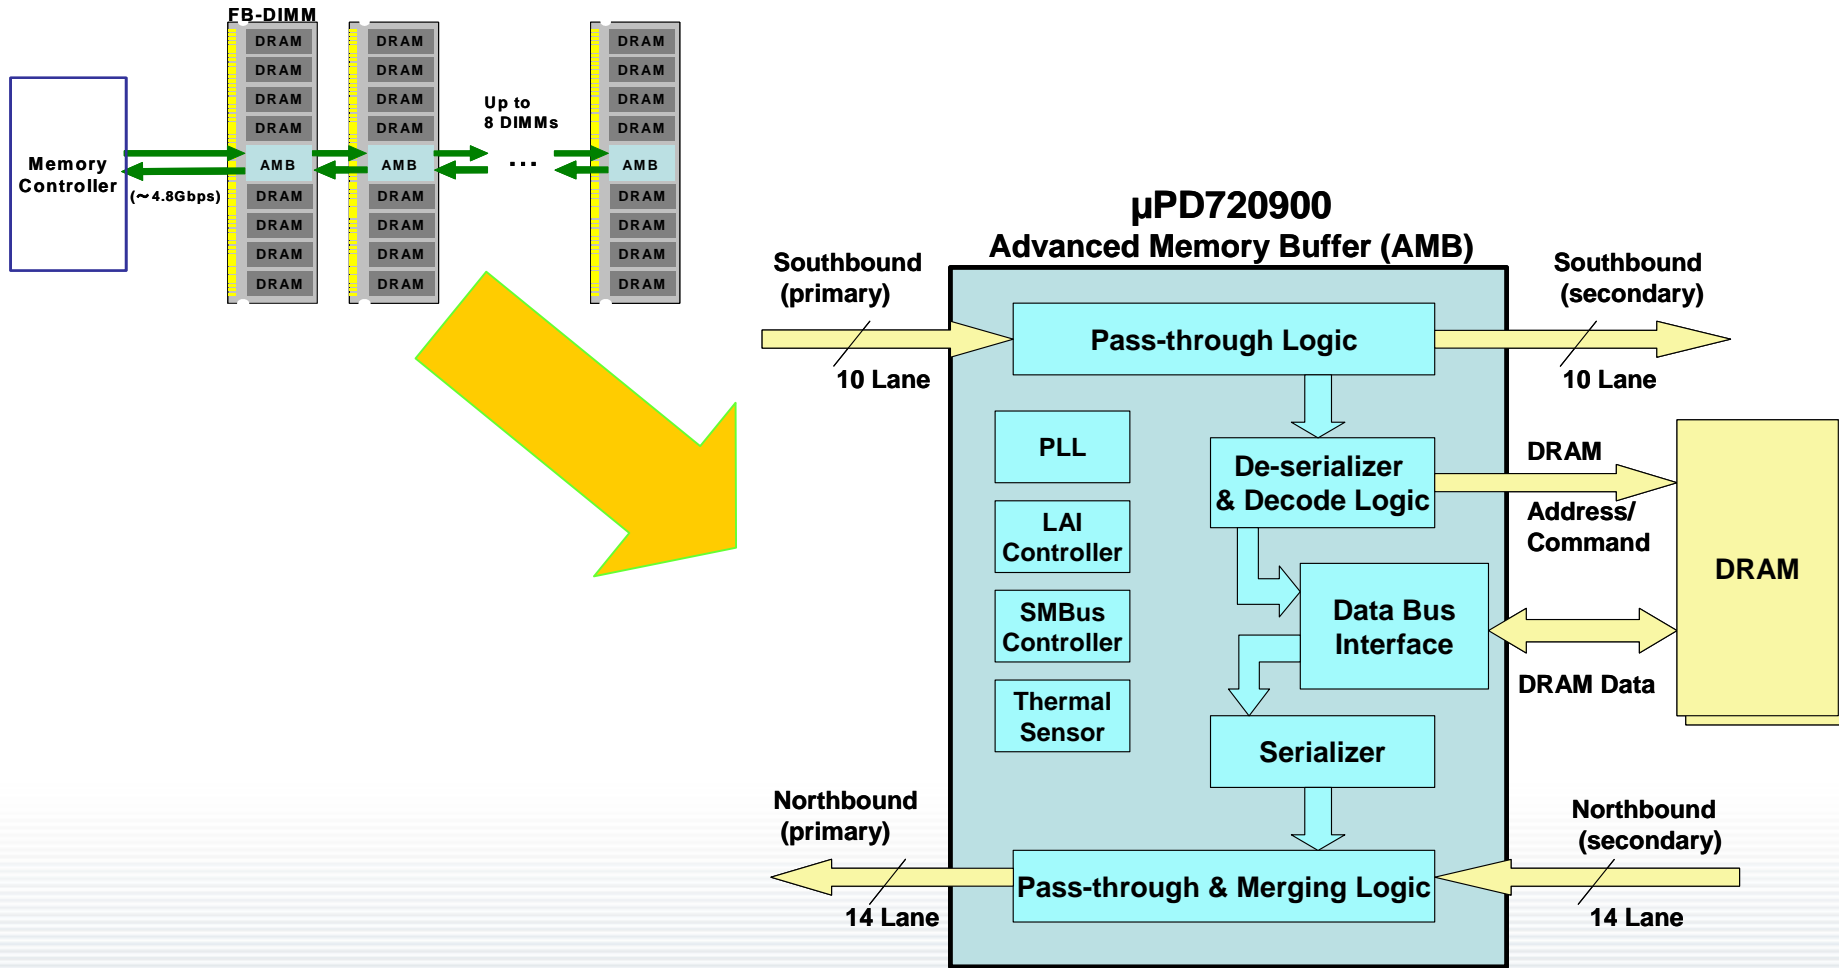 FB-DIMM
DRAM
DRAM
DRAM
DRAM
AMB
DRAM
DRAM
DRAM
DRAM
DRAM
DRAM
DRAM
DRAM
AMB
DRAM
DRAM
DRAM
DRAM
Up to
8 DIMMs
...
DRAM
DRAM
DRAM
DRAM
AMB
DRAM
DRAM
DRAM
DRAM
Memory
Controller
(~4.8Gbps)
µPD720900
Advanced Memory Buffer (AMB)
Southbound
(primary)
10 Lane
Southbound
(secondary)
10 Lane
Pass-through Logic
PLL
LAI
Controller
SMBus
Controller
Thermal
Sensor
De-serializer
& Decode Logic
DRAM
Address/
Command
Data Bus
Interface
DRAM Data
DRAM
Serializer
Northbound
(primary)
14 Lane
Pass-through & Merging Logic
Northbound
(secondary)
14 Lane